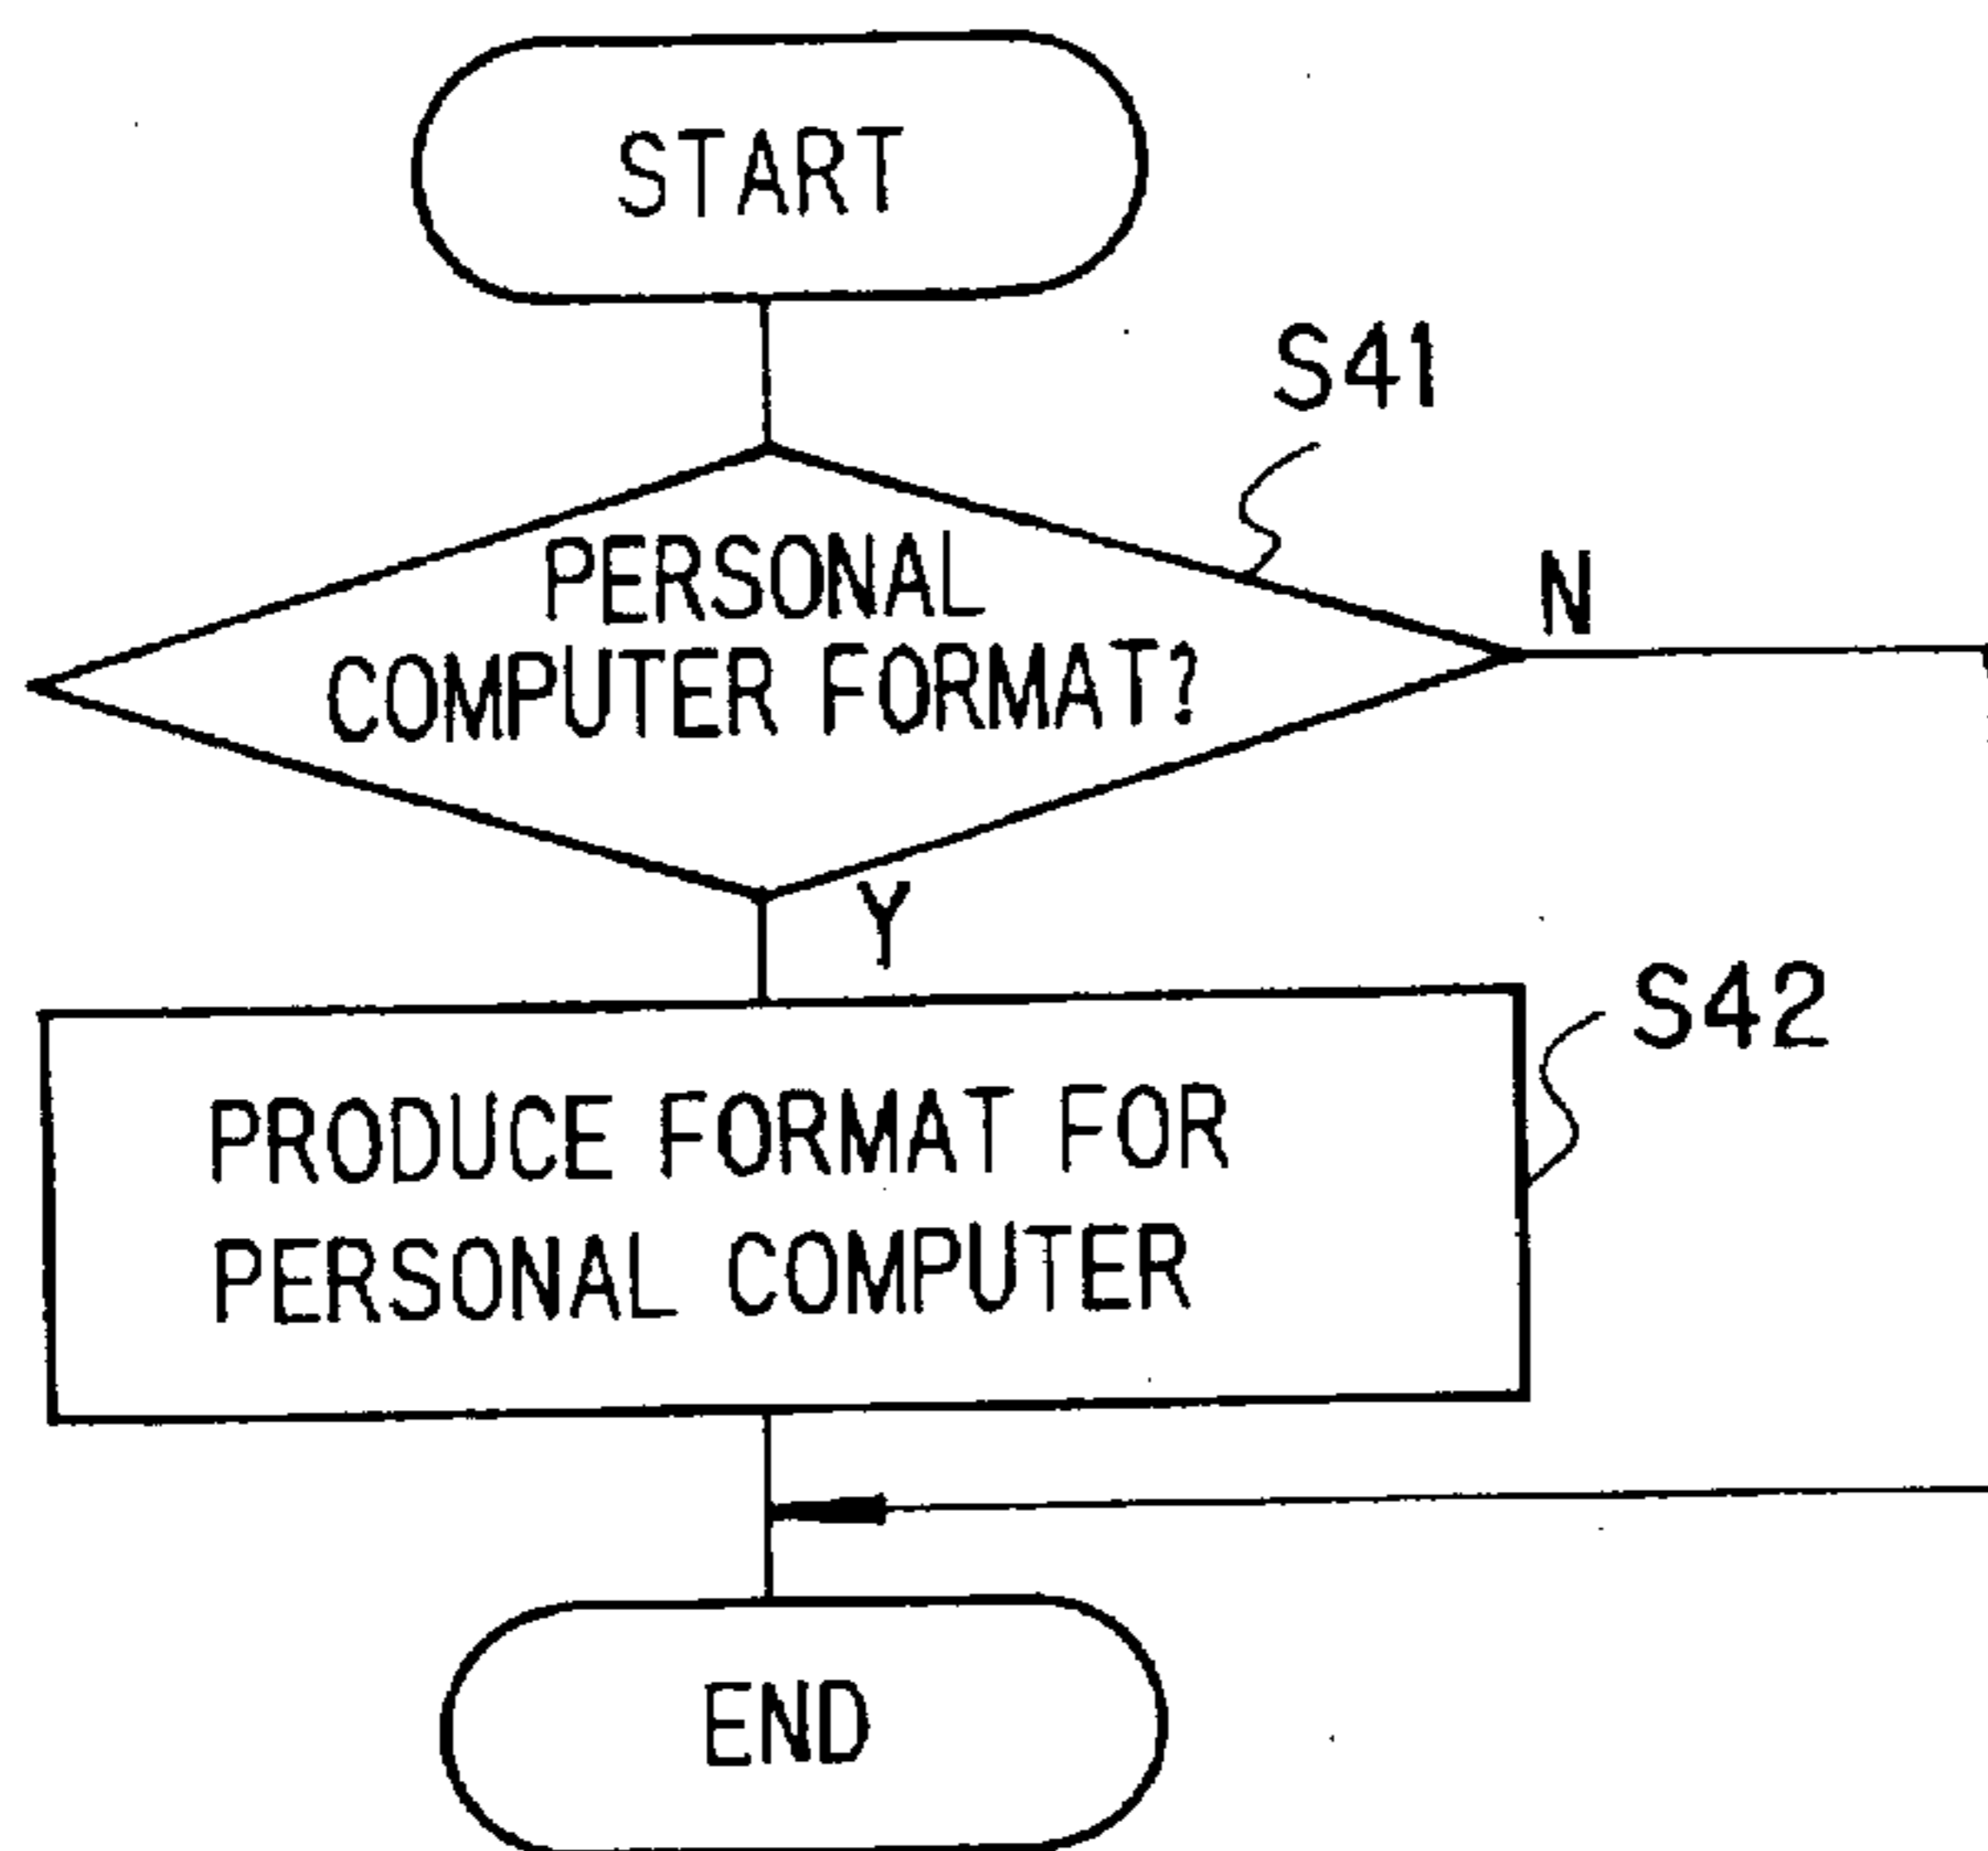 START
S41
PERSONAL
COMPUTER FORMAT?
N
Y
S42
PRODUCE FORMAT FOR
PERSONAL COMPUTER
END